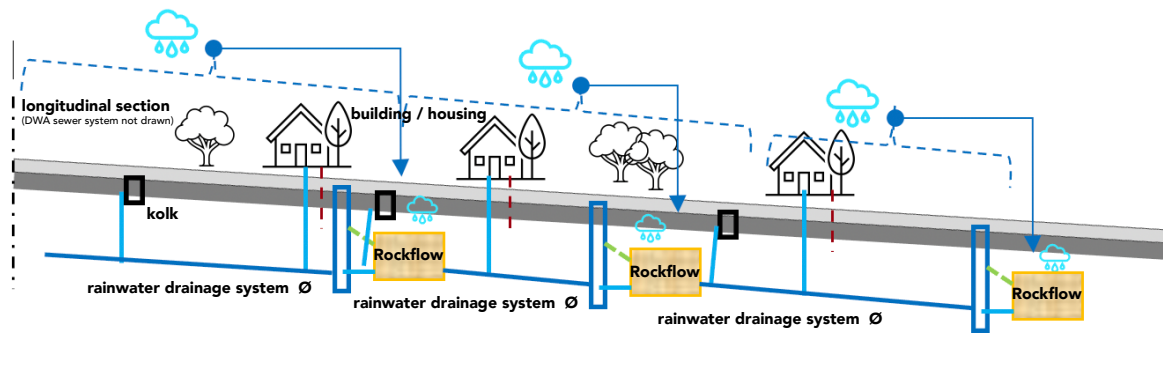 longitudinal section
(DWA sewer system not drawn)
building / housing
kolk
Rockflow
rainwater drainage system Ø
Rockflow
rainwater drainage system Ø
Rockflow
rainwater drainage system Ø